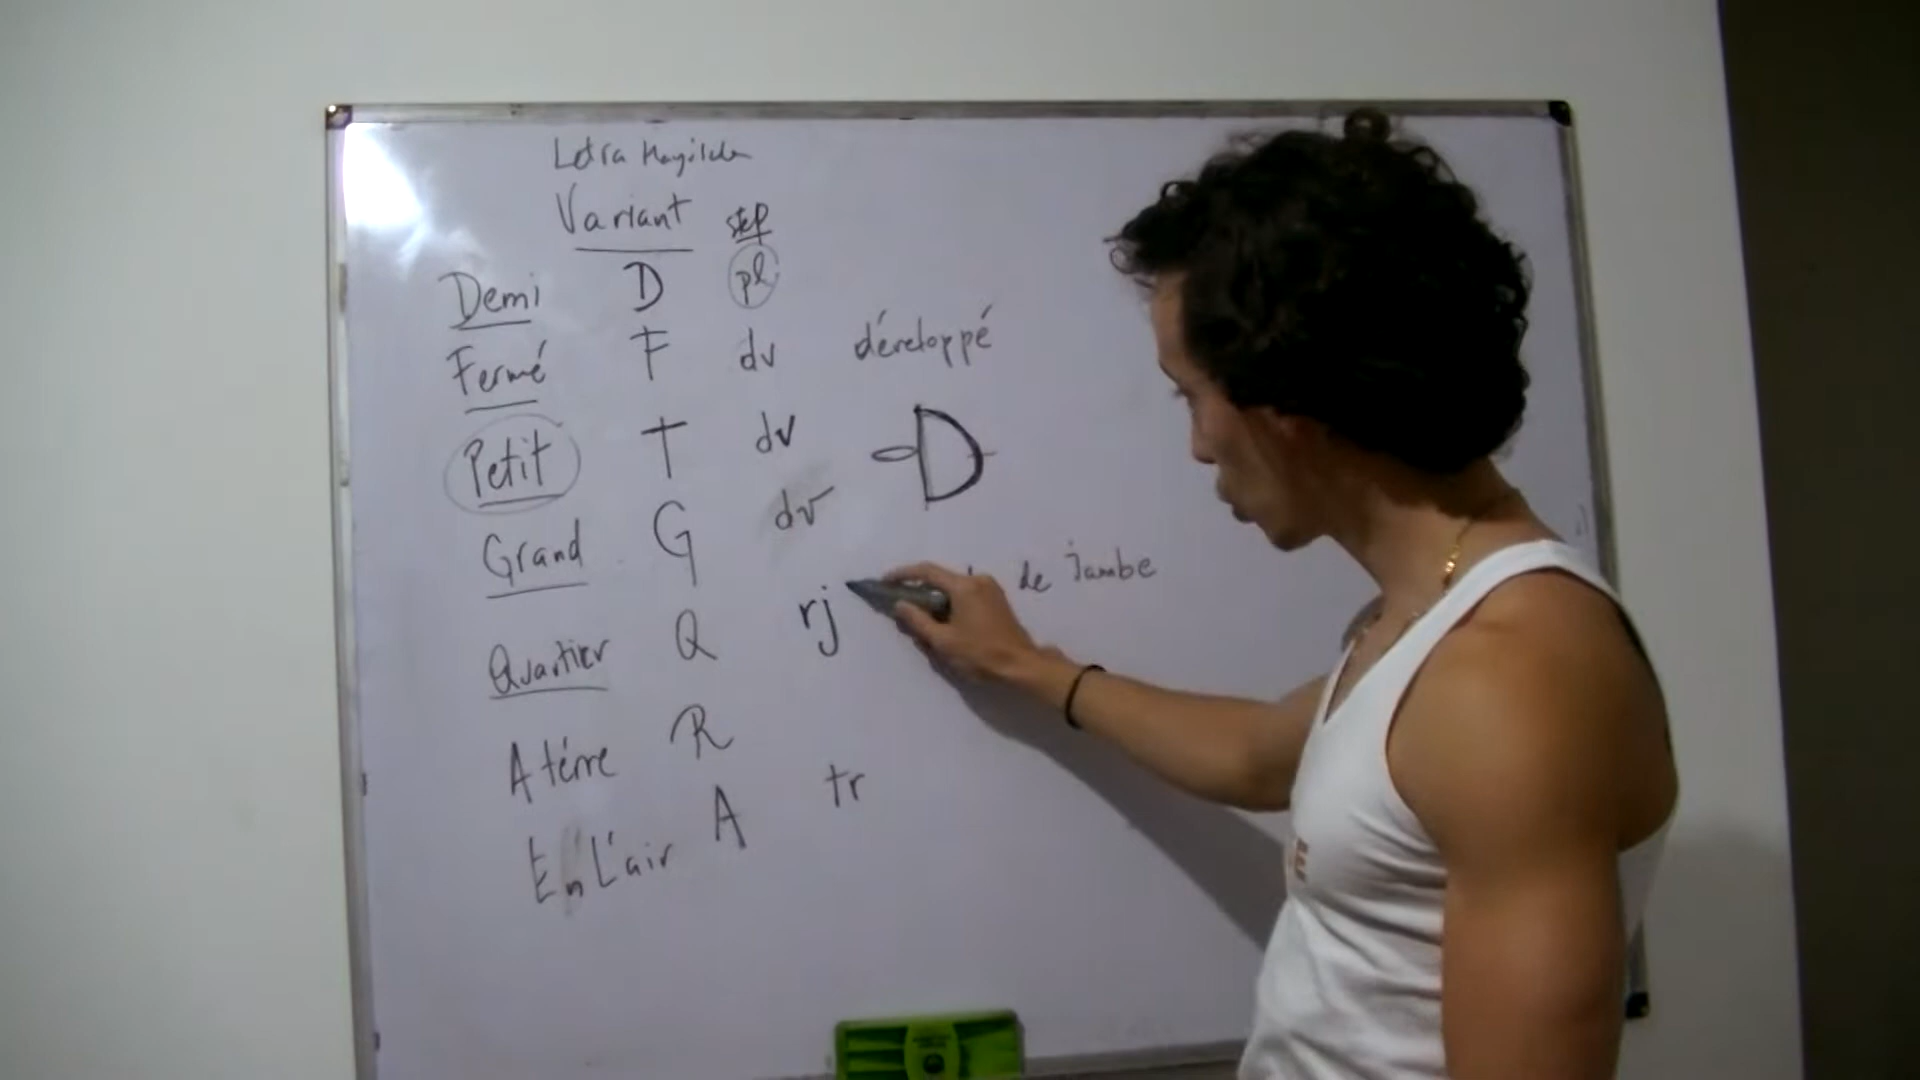 Letra
Variant step
Demi D pl
Fermé F dv développé
Petit T dv
Grand G dv
Quartier Q rj de Jambe
A térre R
En L'air A tr